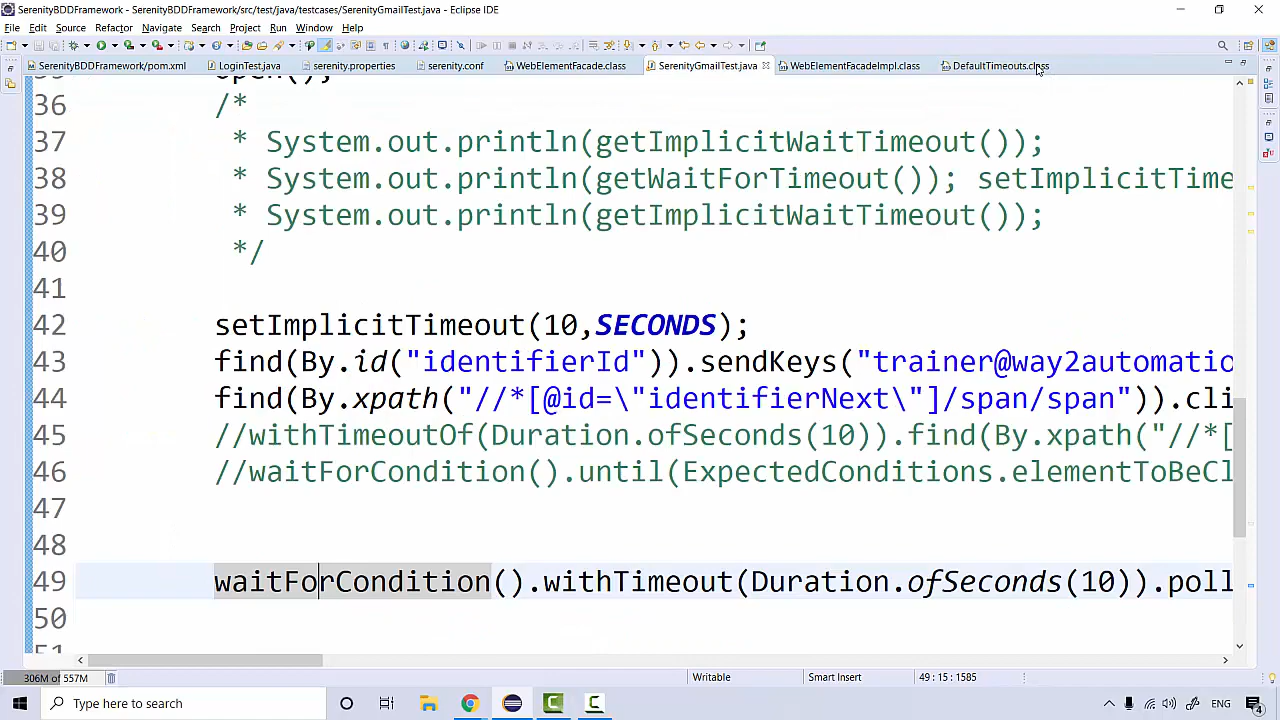 SerenityBDDFramework - SerenityBDDFramework/src/test/java/testcases/SerenityGmailTest.java - Eclipse IDE
File Edit Source Refactor Navigate Search Project Run Window Help
SerenityBDDFramework/pom.xml LoginTest.java serenity.properties serenity.conf WebElementFacade.class SerenityGmailTest.java WebElementFacadeImpl.class DefaultTimeouts.class
open();
36 /*
37 * System.out.println(getImplicitWaitTimeout());
38 * System.out.println(getWaitForTimeout()); setImplicitTime
39 * System.out.println(getImplicitWaitTimeout());
40 */
41
42 setImplicitTimeout(10,SECONDS);
43 find(By.id("identifierId")).sendKeys("trainer@way2automatio
44 find(By.xpath("//*[@id=\"identifierNext\"]/span/span")).cli
45 //withTimeoutOf(Duration.ofSeconds(10)).find(By.xpath("//*[
46 //waitForCondition().until(ExpectedConditions.elementToBeCl
47
48
49 waitForCondition().withTimeout(Duration.ofSeconds(10)).poll
50
51
306M of 557M Writable Smart Insert 49 : 15 : 1585
Type here to search ENG 4